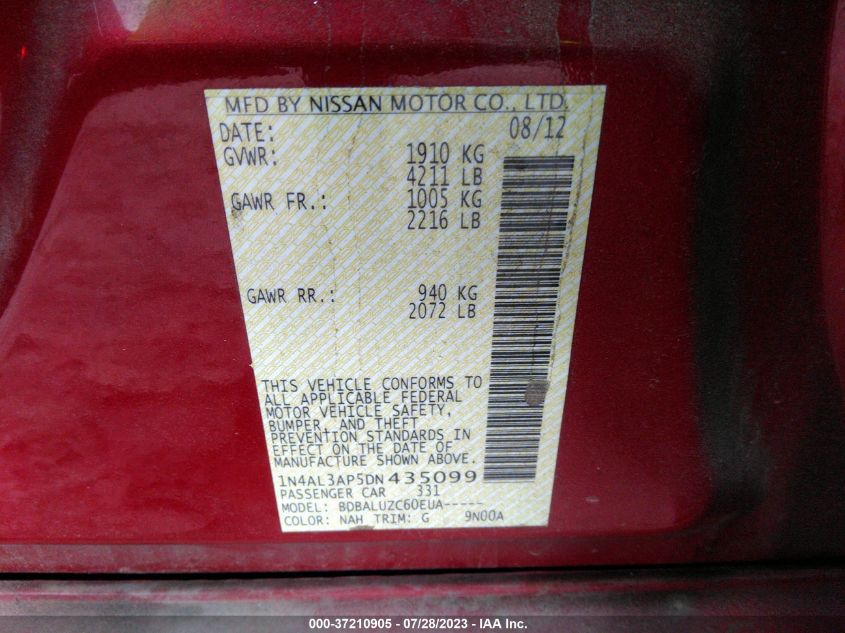 MFD BY NISSAN MOTOR CO., LTD.
DATE: 08/12
GVWR: 1910 KG
4211 LB
GAWR FR.: 1005 KG
2216 LB
GAWR RR.: 940 KG
2072 LB
THIS VEHICLE CONFORMS TO
ALL APPLICABLE FEDERAL
MOTOR VEHICLE SAFETY,
BUMPER, AND THEFT
PREVENTION STANDARDS IN
EFFECT ON THE DATE OF
MANUFACTURE SHOWN ABOVE.
1N4AL3AP5DN435099
PASSENGER CAR 331
MODEL: BDBALUZC60EUA-----
COLOR: NAH TRIM: G 9N00A
000-37210905 / 07/28/2023 - IAA Inc.